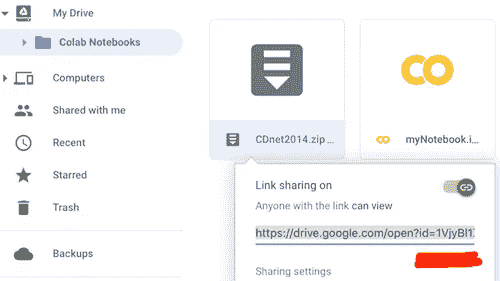 My Drive
Colab Notebooks
Computers
Shared with me
Recent
Starred
Trash
Backups
CDnet2014.zip ...
myNotebook.i...
Link sharing on
Anyone with the link can view
https://drive.google.com/open?id=1VjyBl1
Sharing settings